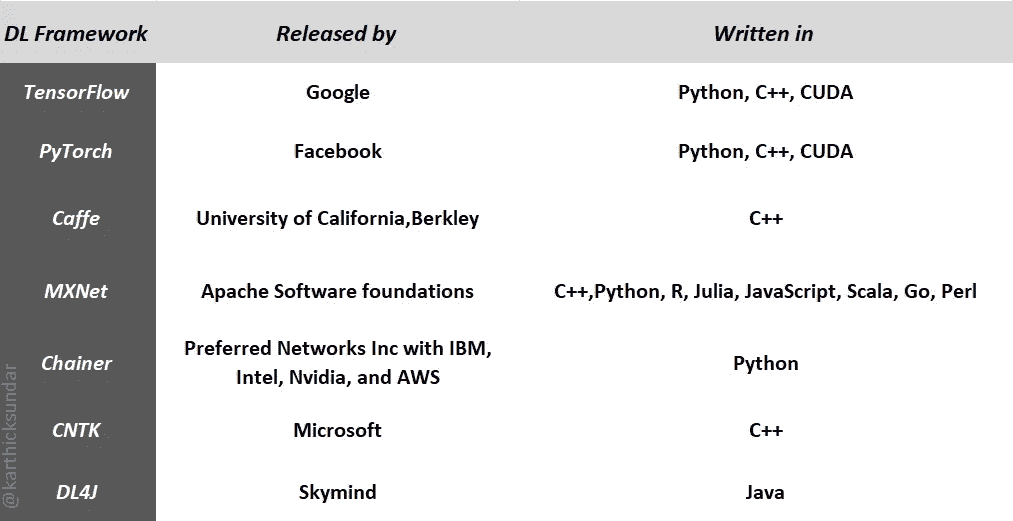 DL Framework Released by Written in
TensorFlow Google Python, C++, CUDA
PyTorch Facebook Python, C++, CUDA
Caffe University of California,Berkley C++
MXNet Apache Software foundations C++,Python, R, Julia, JavaScript, Scala, Go, Perl
Chainer Preferred Networks Inc with IBM,
Intel, Nvidia, and AWS Python
CNTK Microsoft C++
DL4J Skymind Java
@karthicksundar